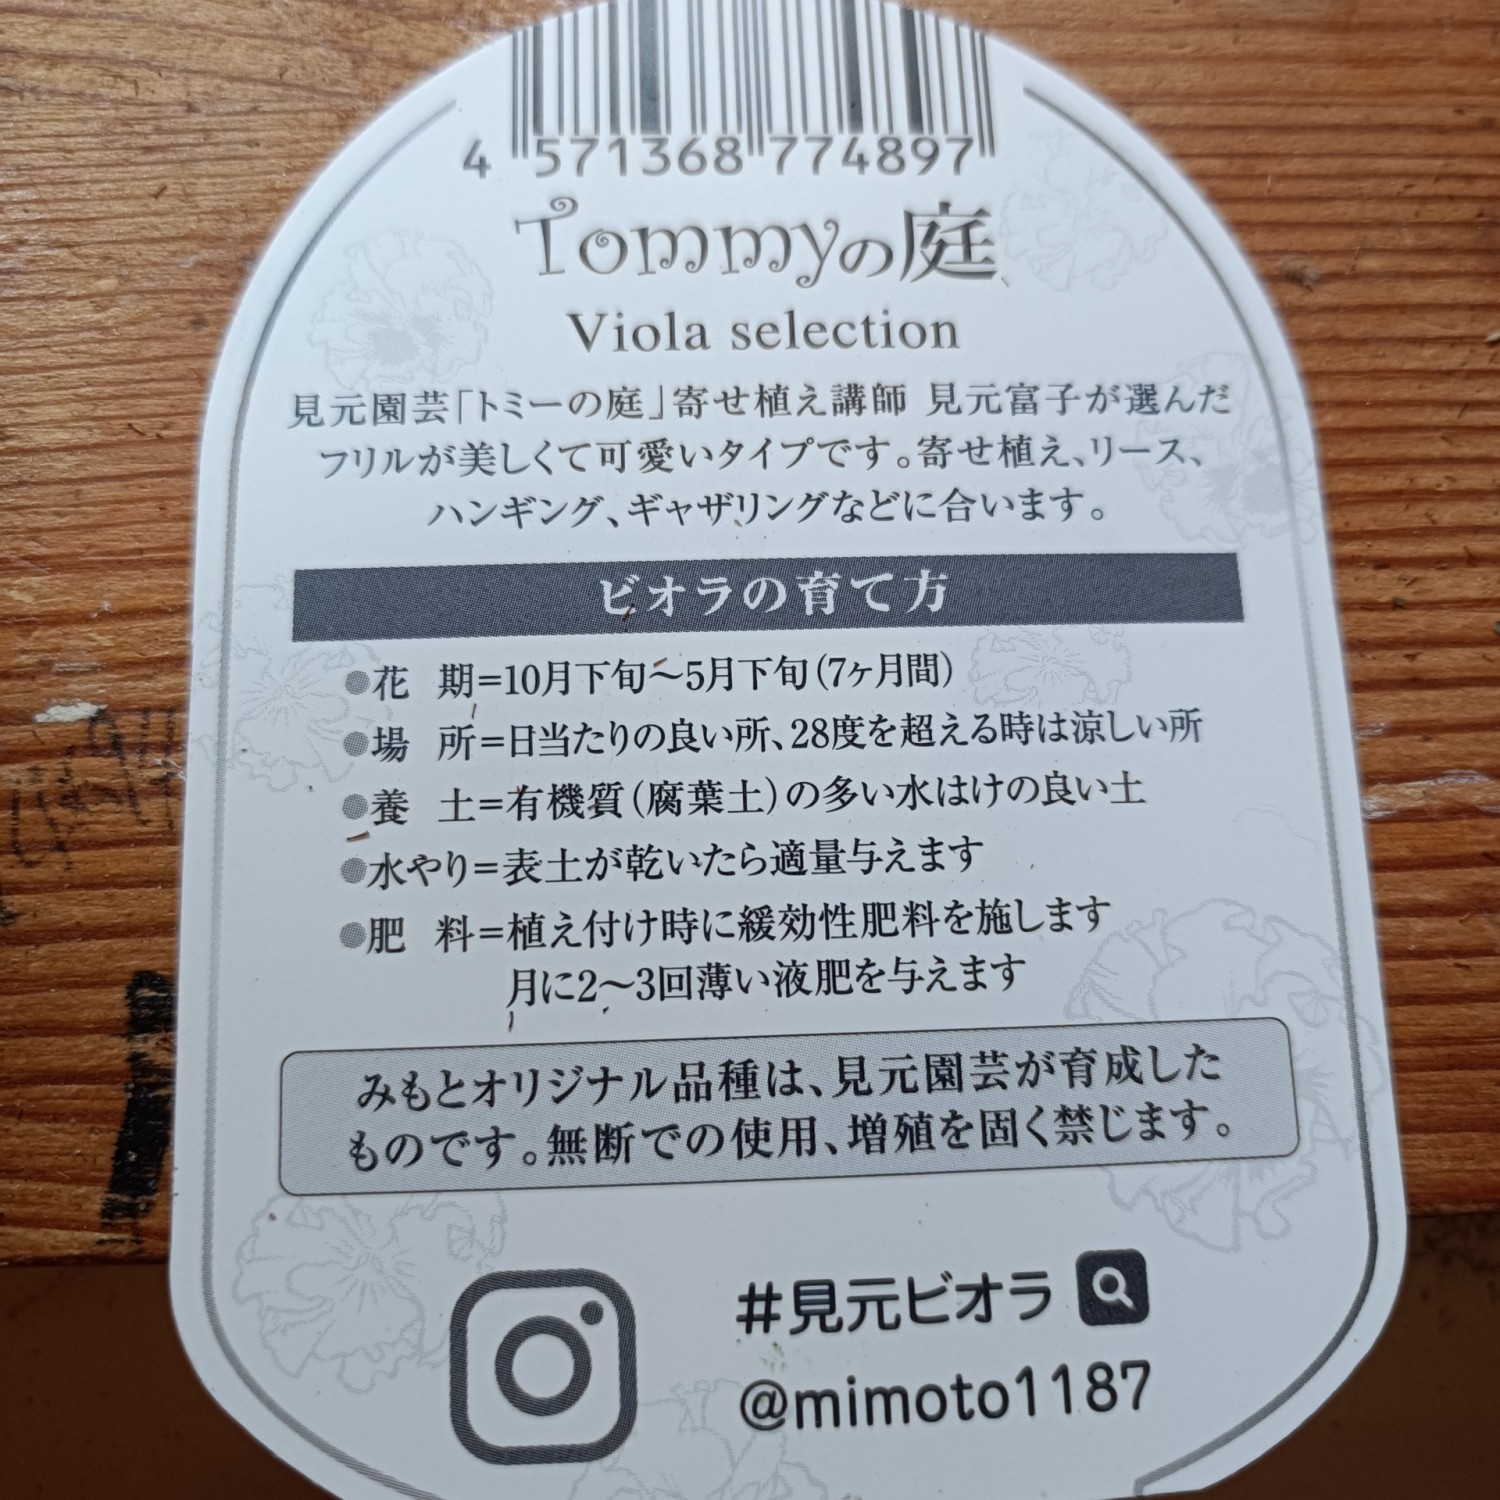 4 571368 774897
Tommyの庭
Viola selection
見元園芸「トミーの庭」寄せ植え講師 見元富子が選んだ
フリルが美しくて可愛いタイプです。寄せ植え、リース、
ハンギング、ギャザリングなどに合います。
ビオラの育て方
●花 期=10月下旬〜5月下旬(7ヶ月間)
●場 所=日当たりの良い所、28度を超える時は涼しい所
●養 土=有機質(腐葉土)の多い水はけの良い土
●水やり=表土が乾いたら適量与えます
●肥 料=植え付け時に緩効性肥料を施します
月に2〜3回薄い液肥を与えます
みもとオリジナル品種は、見元園芸が育成した
ものです。無断での使用、増殖を固く禁じます。
#見元ビオラ
@mimoto1187